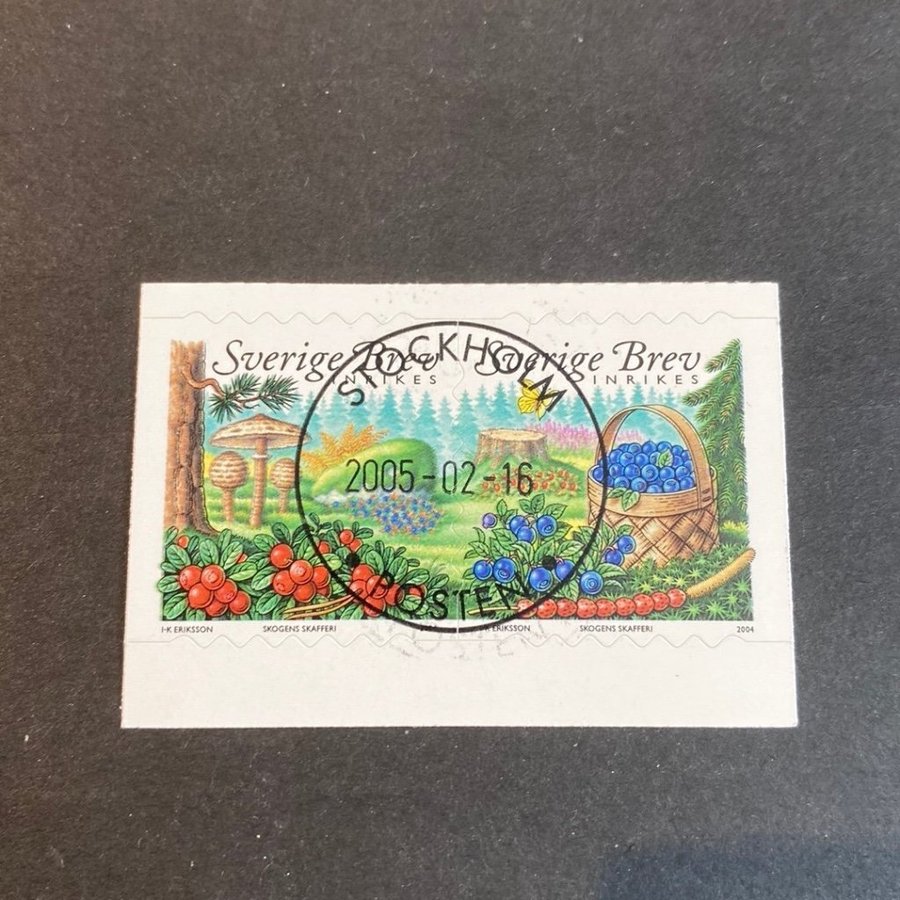 Sverige Brev
INRIKES
Sverige Brev
INRIKES
STOCKHOLM
2005-02-16
POSTEN
I-K ERIKSSON SKOGENS SKAFFERI
ERIKSSON SKOGENS SKAFFERI 2004